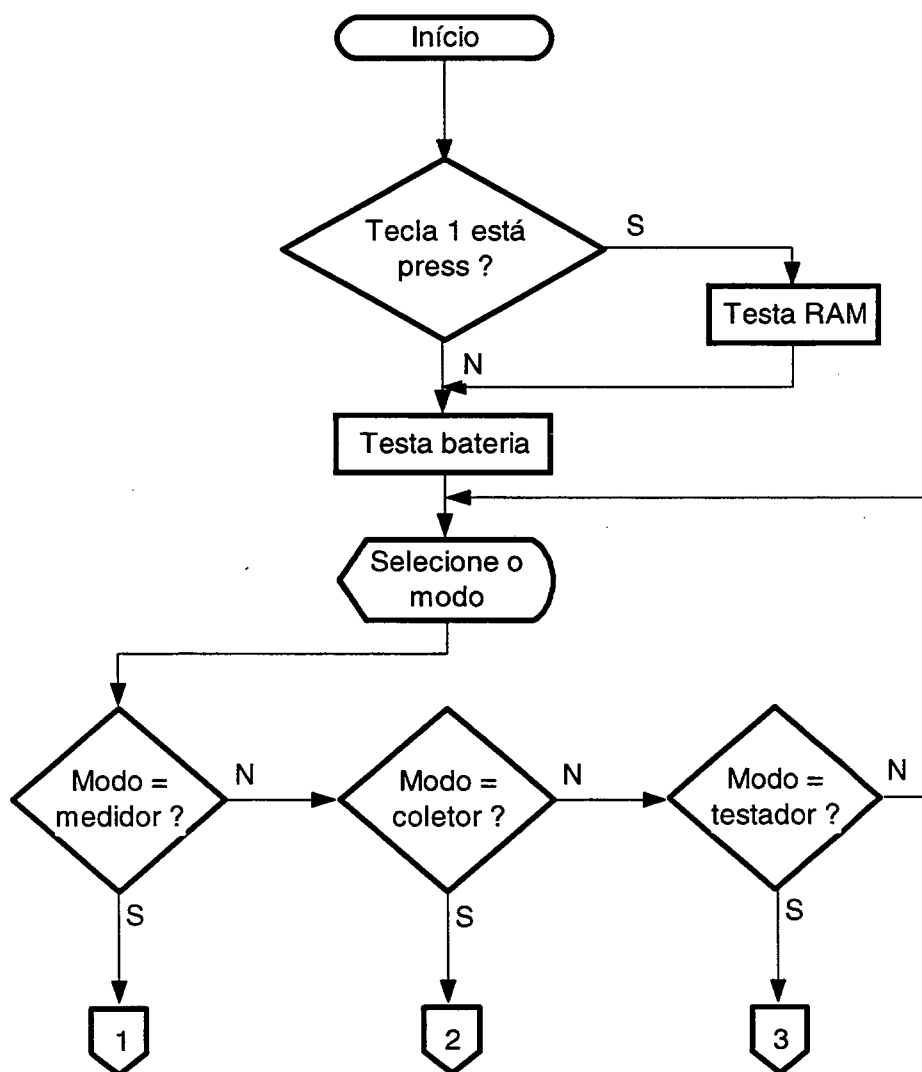 Início
Tecla 1 está
press ?
S
Testa RAM
N
Testa bateria
Selecione o
modo
Modo =
medidor ?
N
Modo =
coletor ?
N
Modo =
testador ?
N
S
S
S
1
2
3